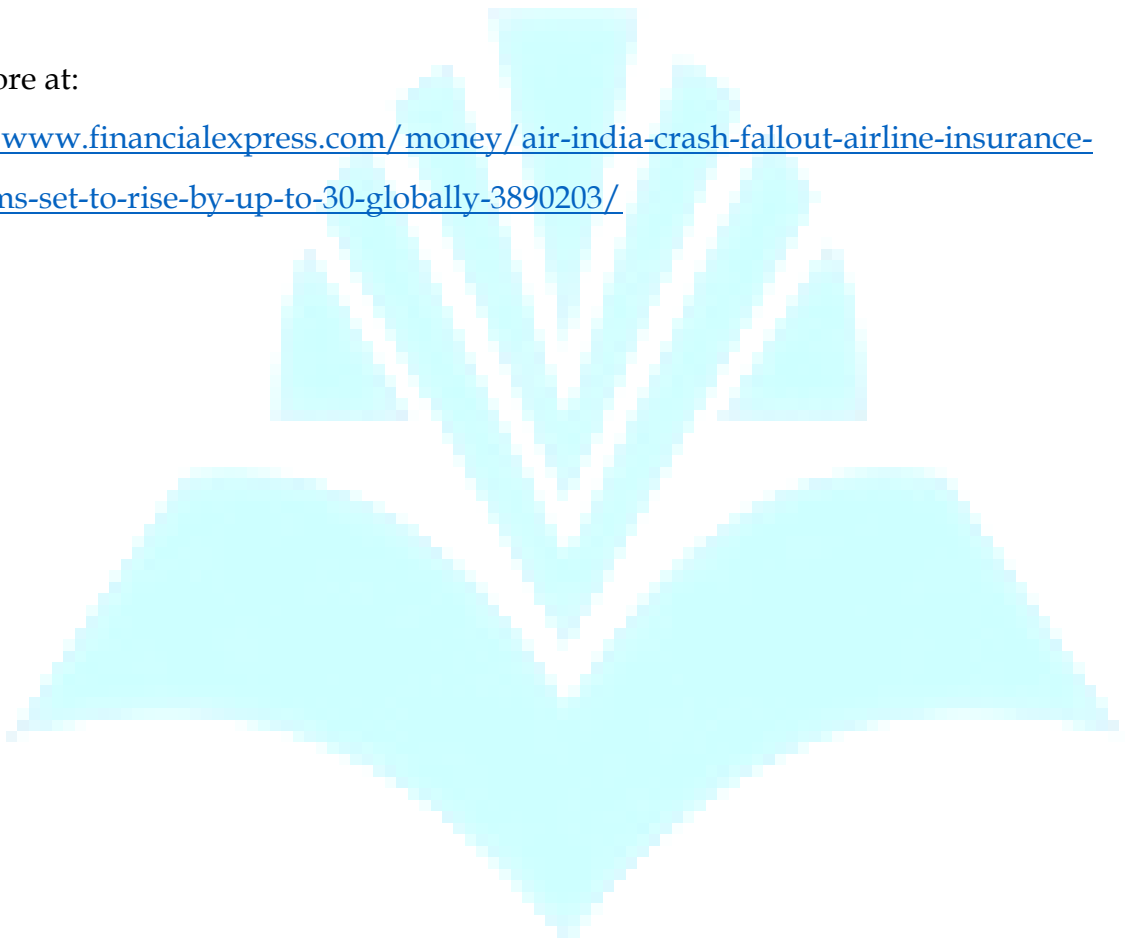 ore at:
www.financialexpress.com/money/air-india-crash-fallout-airline-insurance-
ms-set-to-rise-by-up-to-30-globally-3890203/